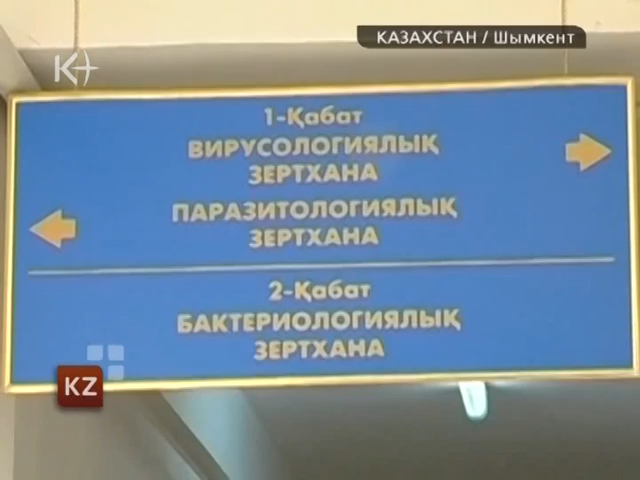 КАЗАХСТАН / Шымкент
K+
1-Қабат
ВИРУСОЛОГИЯЛЫҚ
ЗЕРТХАНА
ПАРАЗИТОЛОГИЯЛЫҚ
ЗЕРТХАНА
2-Қабат
БАКТЕРИОЛОГИЯЛЫҚ
ЗЕРТХАНА
KZ